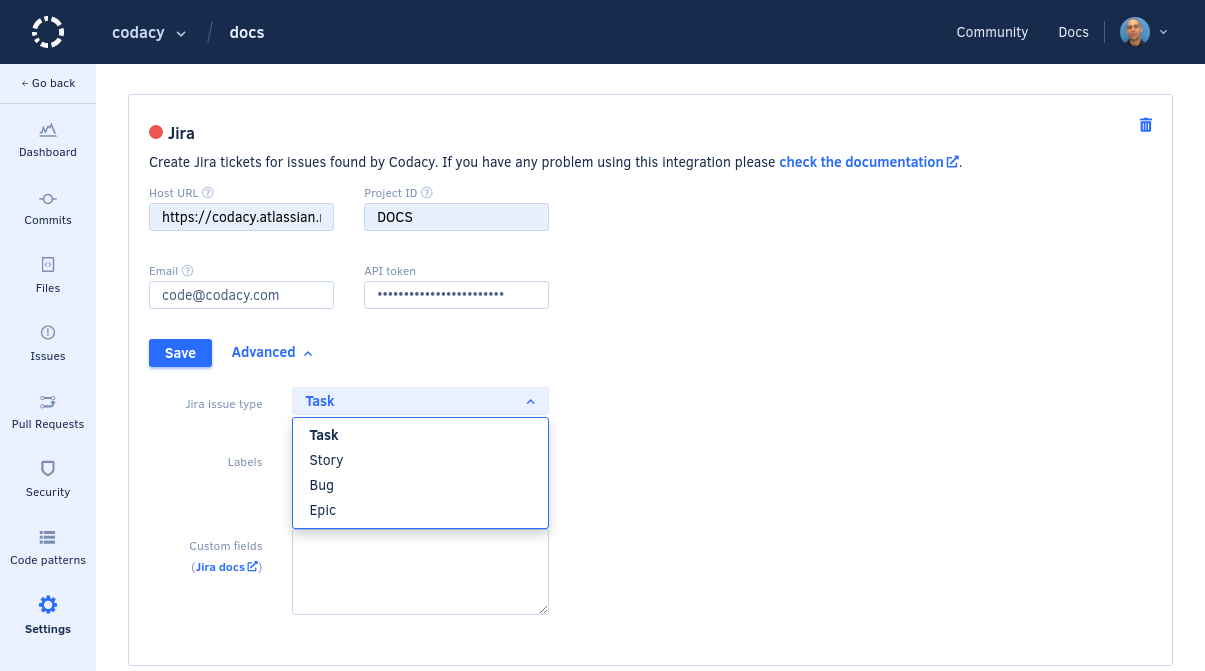 codacy / docs
Community
Docs
← Go back
Dashboard
Commits
Files
Issues
Pull Requests
Security
Code patterns
Settings
Jira
Create Jira tickets for issues found by Codacy. If you have any problem using this integration please check the documentation.
Host URL ?
Project ID ?
https://codacy.atlassian.
DOCS
Email ?
API token
code@codacy.com
••••••••••••••••••••••••
Save
Advanced
Jira issue type
Task
Task
Story
Bug
Epic
Labels
Custom fields
(Jira docs)